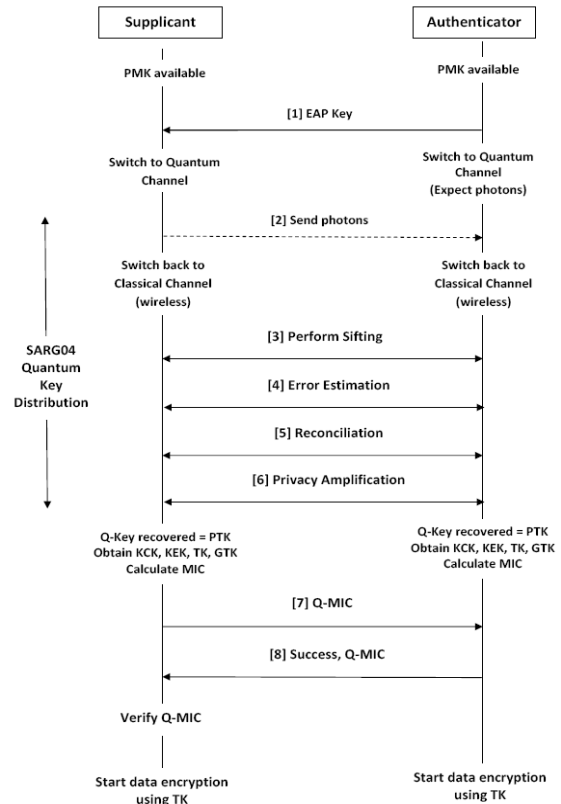 Supplicant
Authenticator
PMK available
PMK available
[1] EAP Key
Switch to Quantum
Channel
Switch to Quantum
Channel
(Expect photons)
[2] Send photons
Switch back to
Classical Channel
(wireless)
Switch back to
Classical Channel
(wireless)
[3] Perform Sifting
SARG04
Quantum
Key
Distribution
[4] Error Estimation
[5] Reconciliation
[6] Privacy Amplification
Q-Key recovered = PTK
Obtain KCK, KEK, TK, GTK
Calculate MIC
Q-Key recovered = PTK
Obtain KCK, KEK, TK, GTK
Calculate MIC
[7] Q-MIC
[8] Success, Q-MIC
Verify Q-MIC
Start data encryption
using TK
Start data encryption
using TK